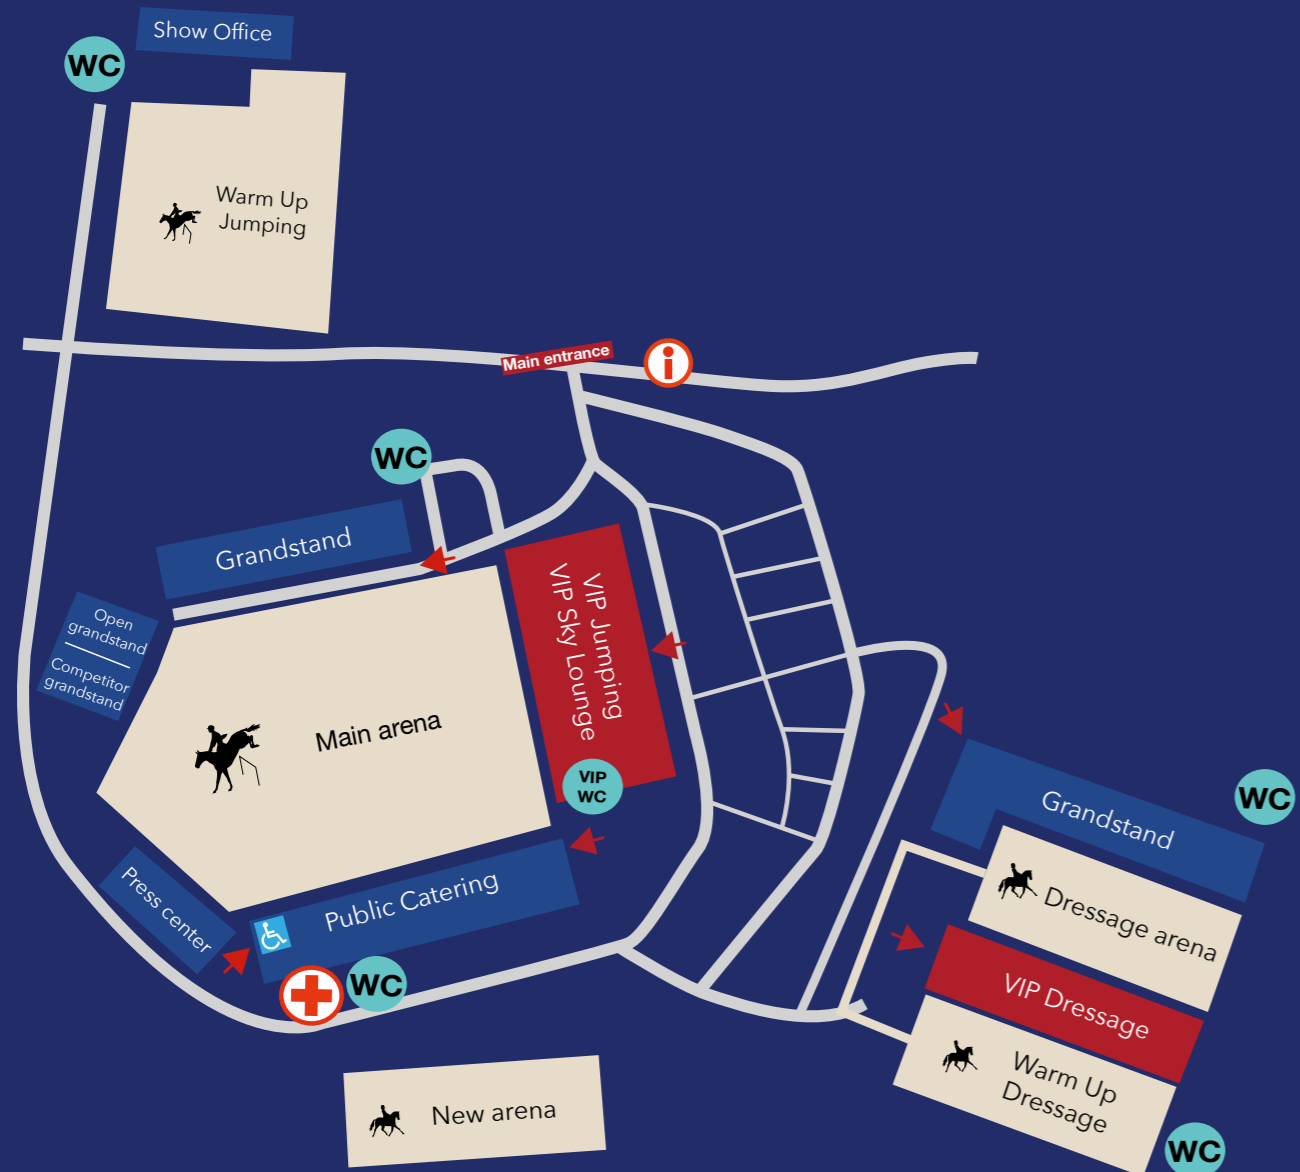 Show Office
WC
Warm Up
Jumping
Main entrance
i
WC
Grandstand
Open
grandstand
Competitor
grandstand
VIP Jumping
VIP Sky Lounge
Main arena
VIP
WC
Grandstand
WC
Press center
Public Catering
Dressage arena
WC
VIP Dressage
Warm Up
Dressage
New arena
WC